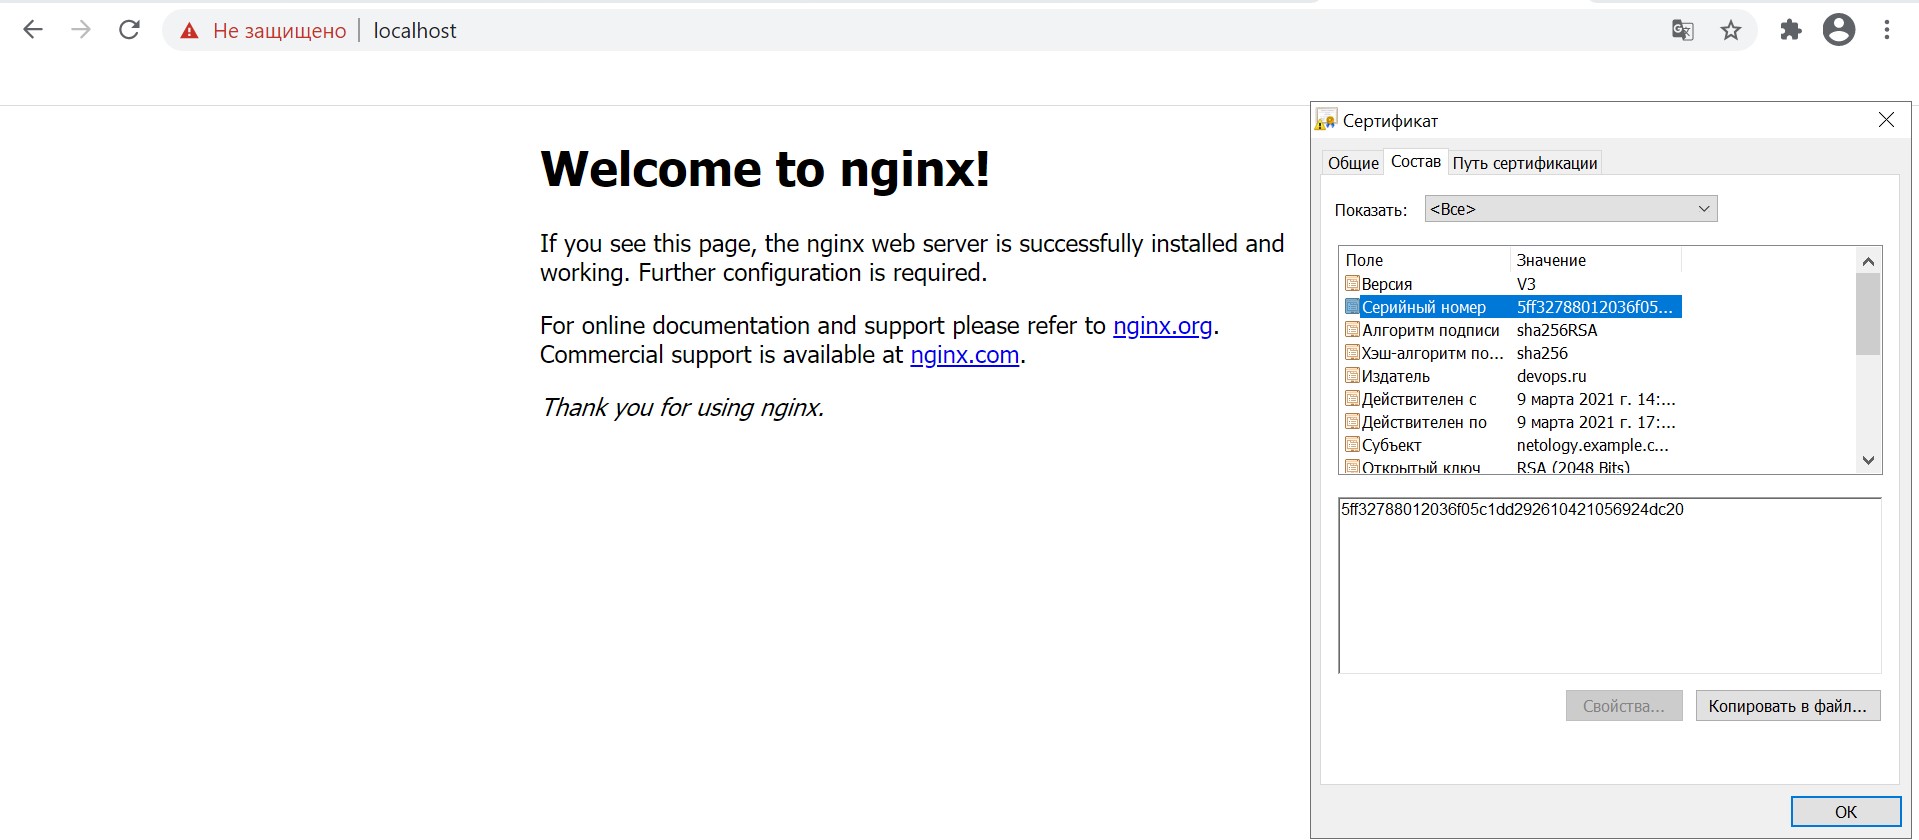 Не защищено | localhost
Welcome to nginx!
If you see this page, the nginx web server is successfully installed and
working. Further configuration is required.
For online documentation and support please refer to nginx.org.
Commercial support is available at nginx.com.
Thank you for using nginx.
Сертификат
Общие Состав Путь сертификации
Показать: <Все>
Поле Значение
Версия V3
Серийный номер 5ff32788012036f05...
Алгоритм подписи sha256RSA
Хэш-алгоритм по... sha256
Издатель devops.ru
Действителен с 9 марта 2021 г. 14:...
Действителен по 9 марта 2021 г. 17:...
Субъект netology.example.c...
Открытый ключ RSA (2048 Bits)
5ff32788012036f05c1dd292610421056924dc20
Свойства... Копировать в файл...
ОК